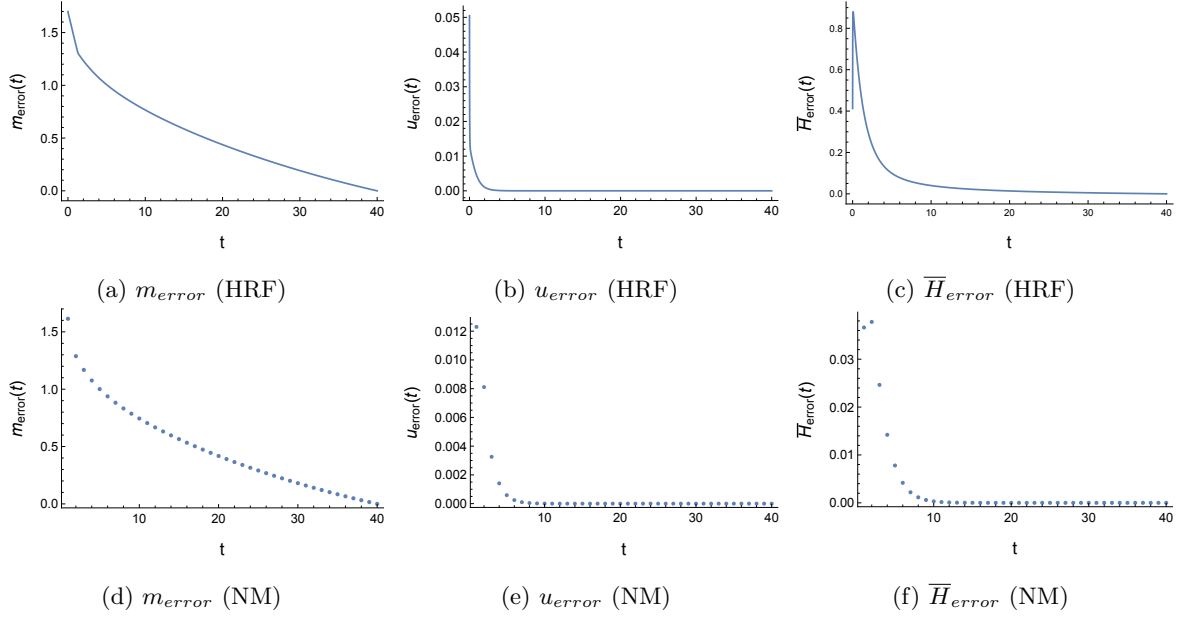 1.5
1.0
0.5
0.0
m_error(t)
0 10 20 30 40
t
(a) m_error (HRF)
0.05
0.04
0.03
0.02
0.01
0.00
u_error(t)
0 10 20 30 40
t
(b) u_error (HRF)
0.8
0.6
0.4
0.2
0.0
H̅_error(t)
0 10 20 30 40
t
(c) H̅_error (HRF)
1.5
1.0
0.5
0.0
m_error(t)
10 20 30 40
t
(d) m_error (NM)
0.012
0.010
0.008
0.006
0.004
0.002
0.000
u_error(t)
10 20 30 40
t
(e) u_error (NM)
0.03
0.02
0.01
0.00
H̅_error(t)
10 20 30 40
t
(f) H̅_error (NM)